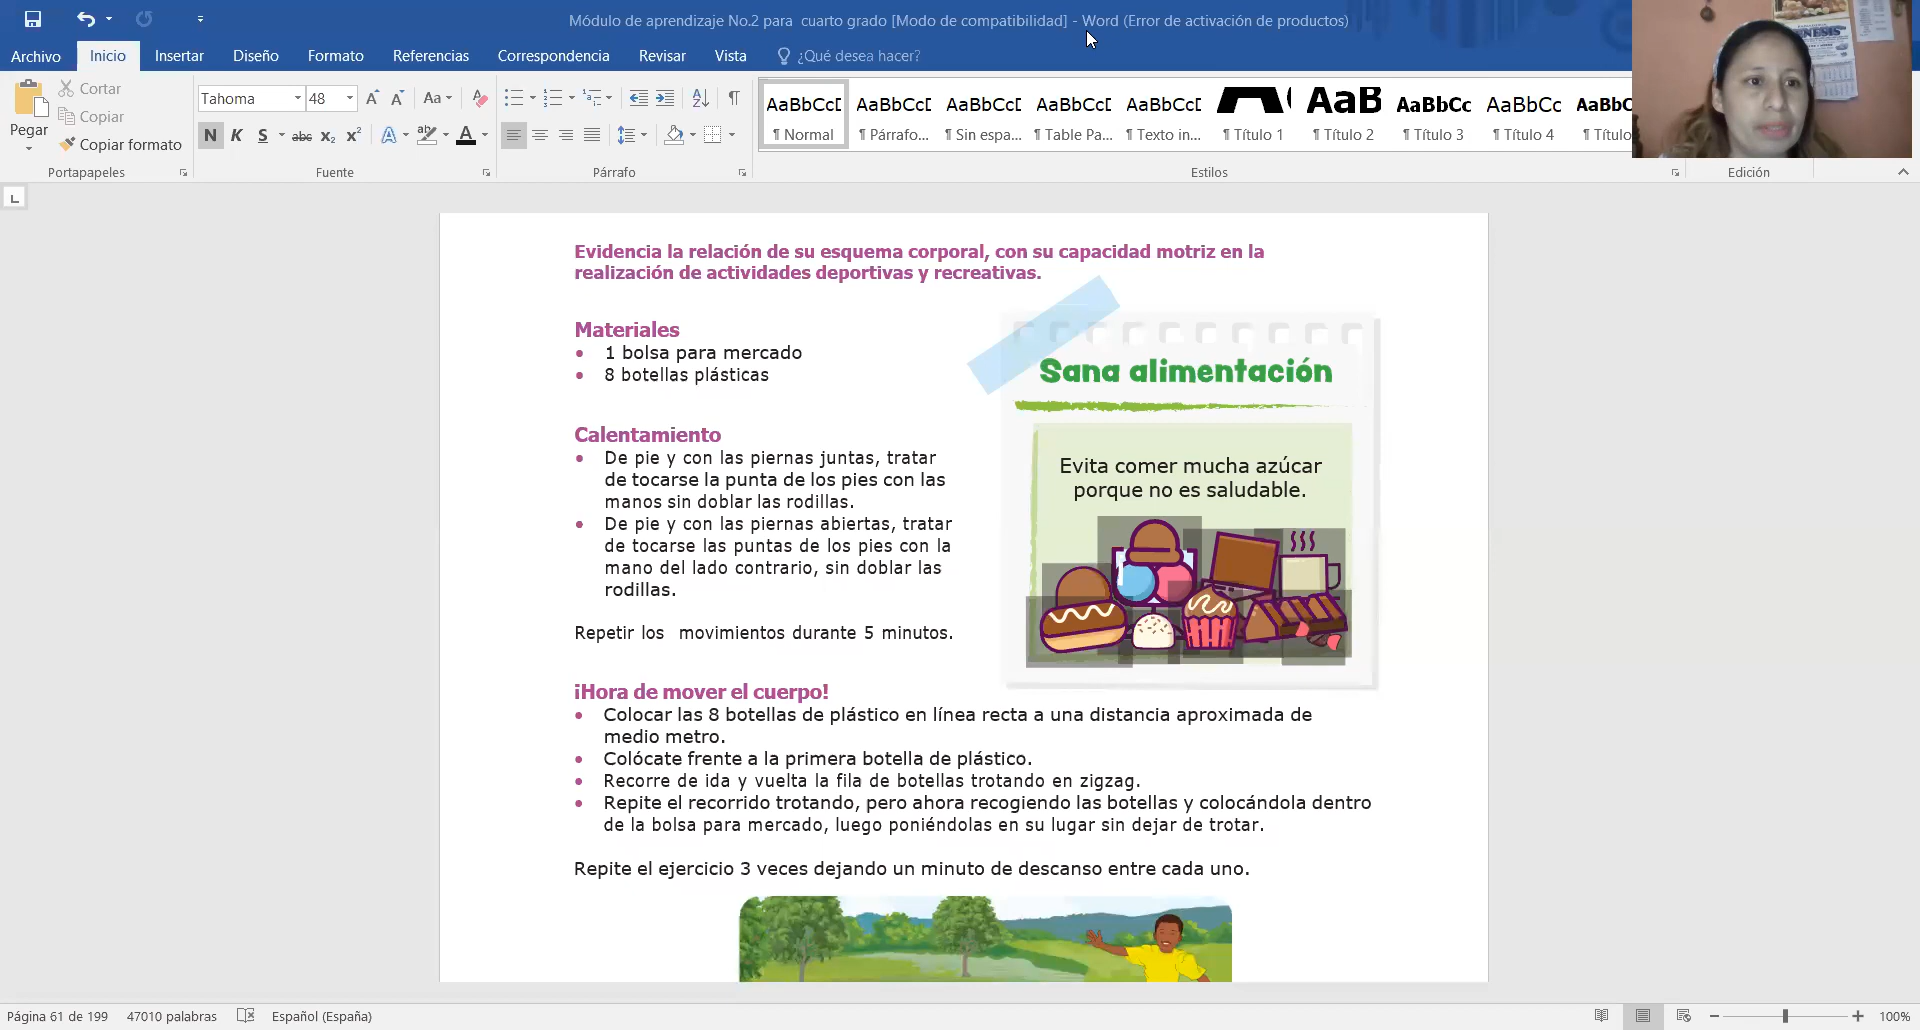 Módulo de aprendizaje No.2 para  cuarto grado [Modo de compatibilidad] - Word (Error de activación de productos)
Archivo Inicio Insertar Diseño Formato Referencias Correspondencia Revisar Vista ¿Qué desea hacer?
Pegar
Cortar
Copiar
Copiar formato
Tahoma 48
N K S abc x₂ x²
AaBbCcD AaBbCcD AaBbCcD AaBbCcD AaBbCcD AaB AaBbCc AaBbCc AaBbC
¶ Normal ¶ Párrafo... ¶ Sin espa... ¶ Table Pa... ¶ Texto in... ¶ Título 1 ¶ Título 2 ¶ Título 3 ¶ Título 4 ¶ Título
Portapapeles Fuente Párrafo Estilos Edición
Evidencia la relación de su esquema corporal, con su capacidad motriz en la
realización de actividades deportivas y recreativas.
Materiales
• 1 bolsa para mercado
• 8 botellas plásticas
Calentamiento
• De pie y con las piernas juntas, tratar
de tocarse la punta de los pies con las
manos sin doblar las rodillas.
• De pie y con las piernas abiertas, tratar
de tocarse las puntas de los pies con la
mano del lado contrario, sin doblar las
rodillas.
Repetir los  movimientos durante 5 minutos.
Sana alimentación
Evita comer mucha azúcar
porque no es saludable.
¡Hora de mover el cuerpo!
• Colocar las 8 botellas de plástico en línea recta a una distancia aproximada de
medio metro.
• Colócate frente a la primera botella de plástico.
• Recorre de ida y vuelta la fila de botellas trotando en zigzag.
• Repite el recorrido trotando, pero ahora recogiendo las botellas y colocándola dentro
de la bolsa para mercado, luego poniéndolas en su lugar sin dejar de trotar.
Repite el ejercicio 3 veces dejando un minuto de descanso entre cada uno.
Página 61 de 199 47010 palabras Español (España) 100%